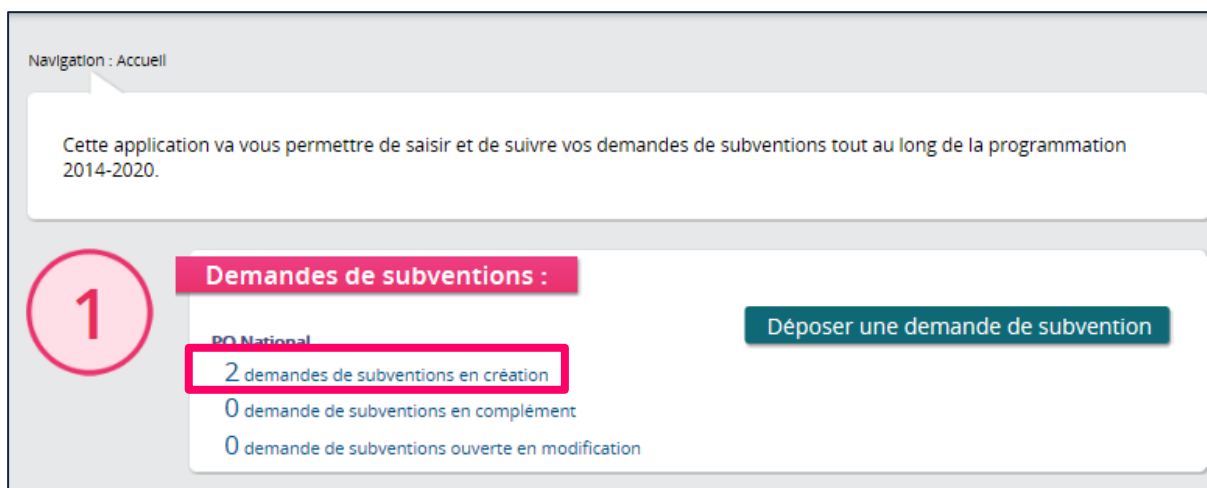 Navigation : Accueil
Cette application va vous permettre de saisir et de suivre vos demandes de subventions tout au long de la programmation
2014-2020.
1
Demandes de subventions :
Déposer une demande de subvention
PO National
2 demandes de subventions en création
0 demande de subventions en complément
0 demande de subventions ouverte en modification